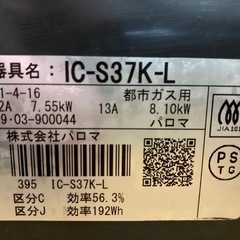 器具名：IC-S37K-L
1-4-16 都市ガス用
2A 7.55kW 13A 8.10kW
9·03-900044 パロマ
株式会社パロマ
395 IC-S37K-L
区分C 効率56.3%
区分J 効率192Wh
JIA
PS
TG